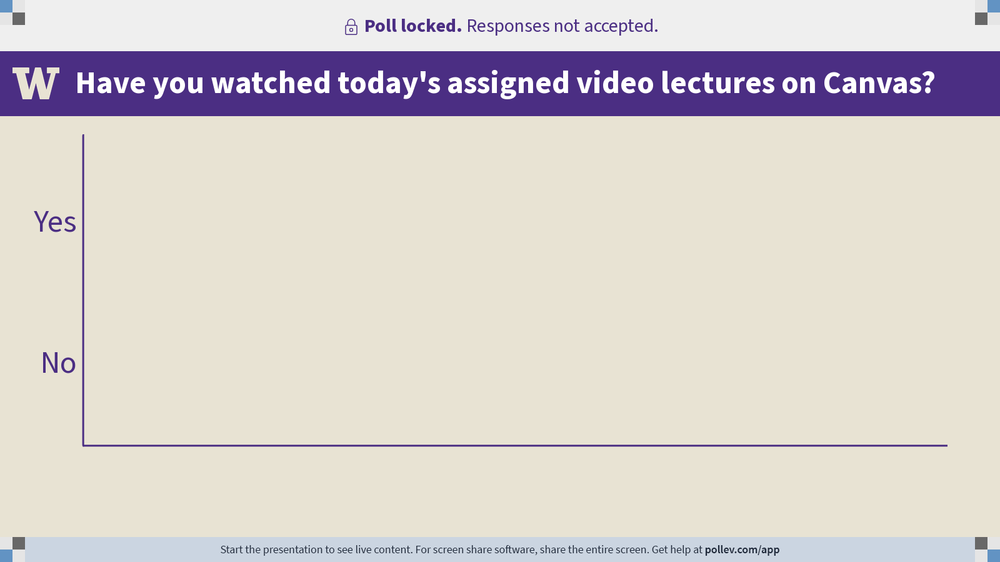 Poll locked. Responses not accepted.
W Have you watched today's assigned video lectures on Canvas?
Yes
No
Start the presentation to see live content. For screen share software, share the entire screen. Get help at pollev.com/app